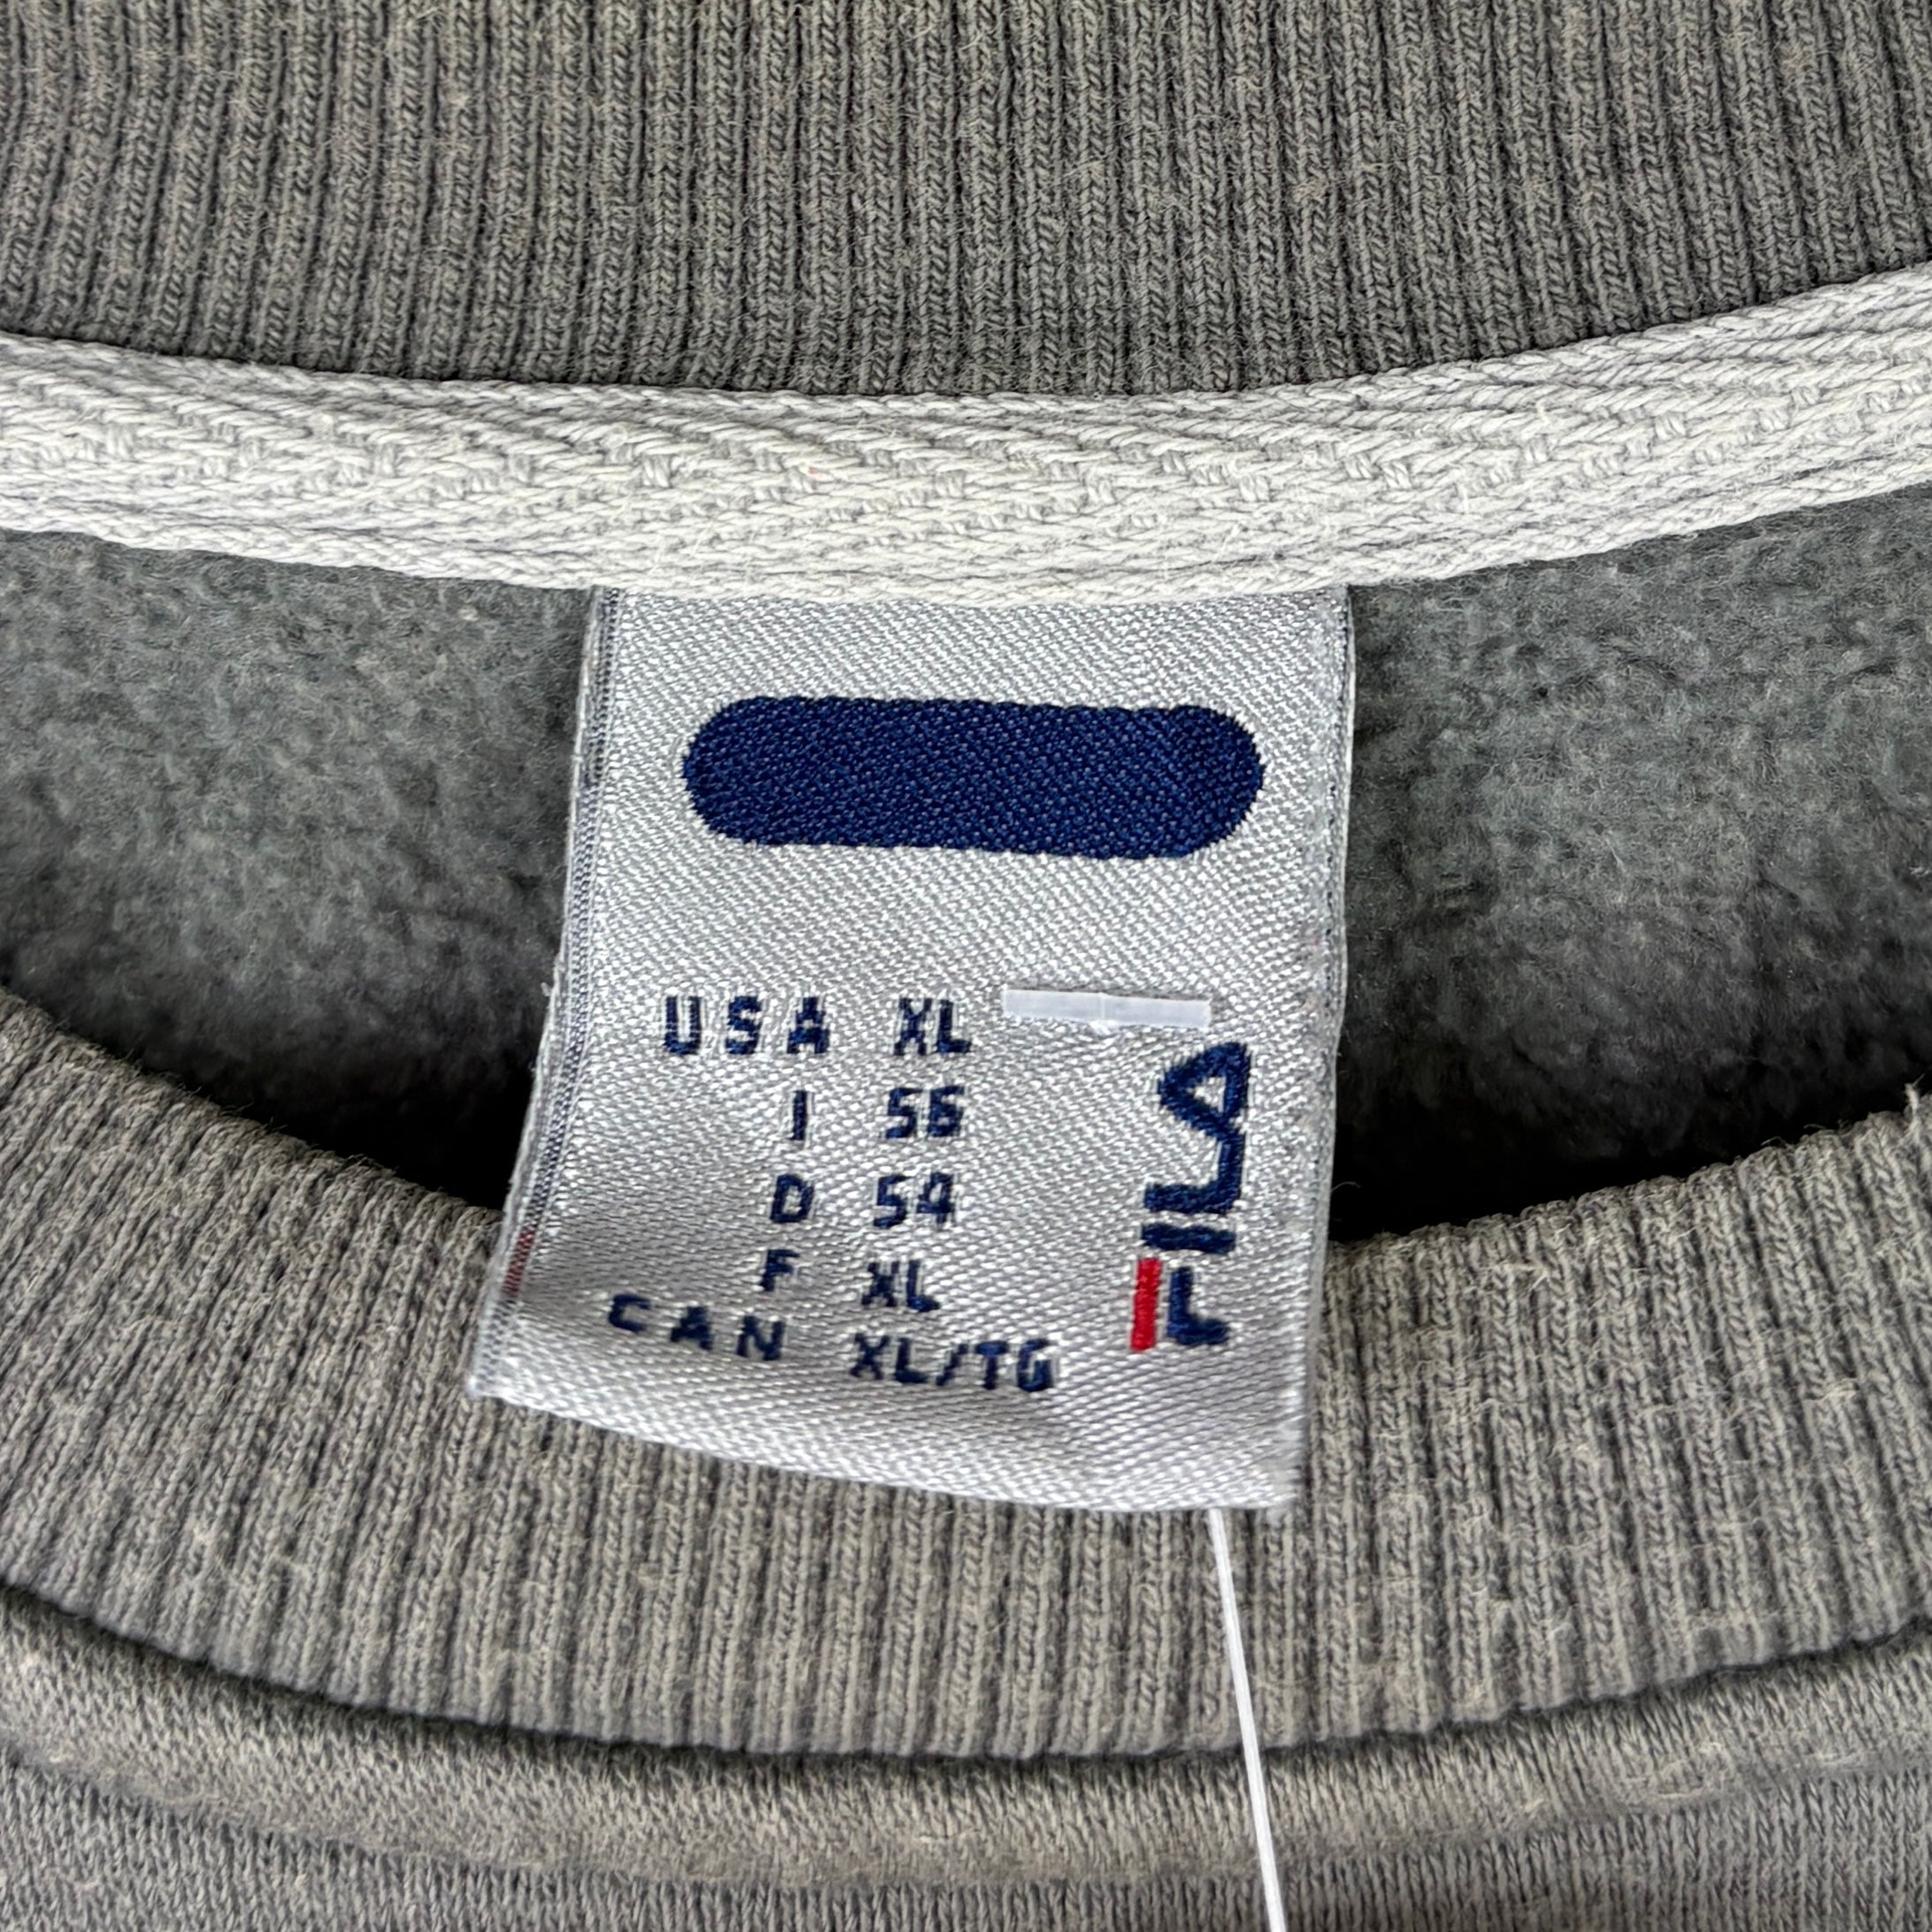 USA XL
I 56
D 54
F XL
CAN XL/TG
FILA